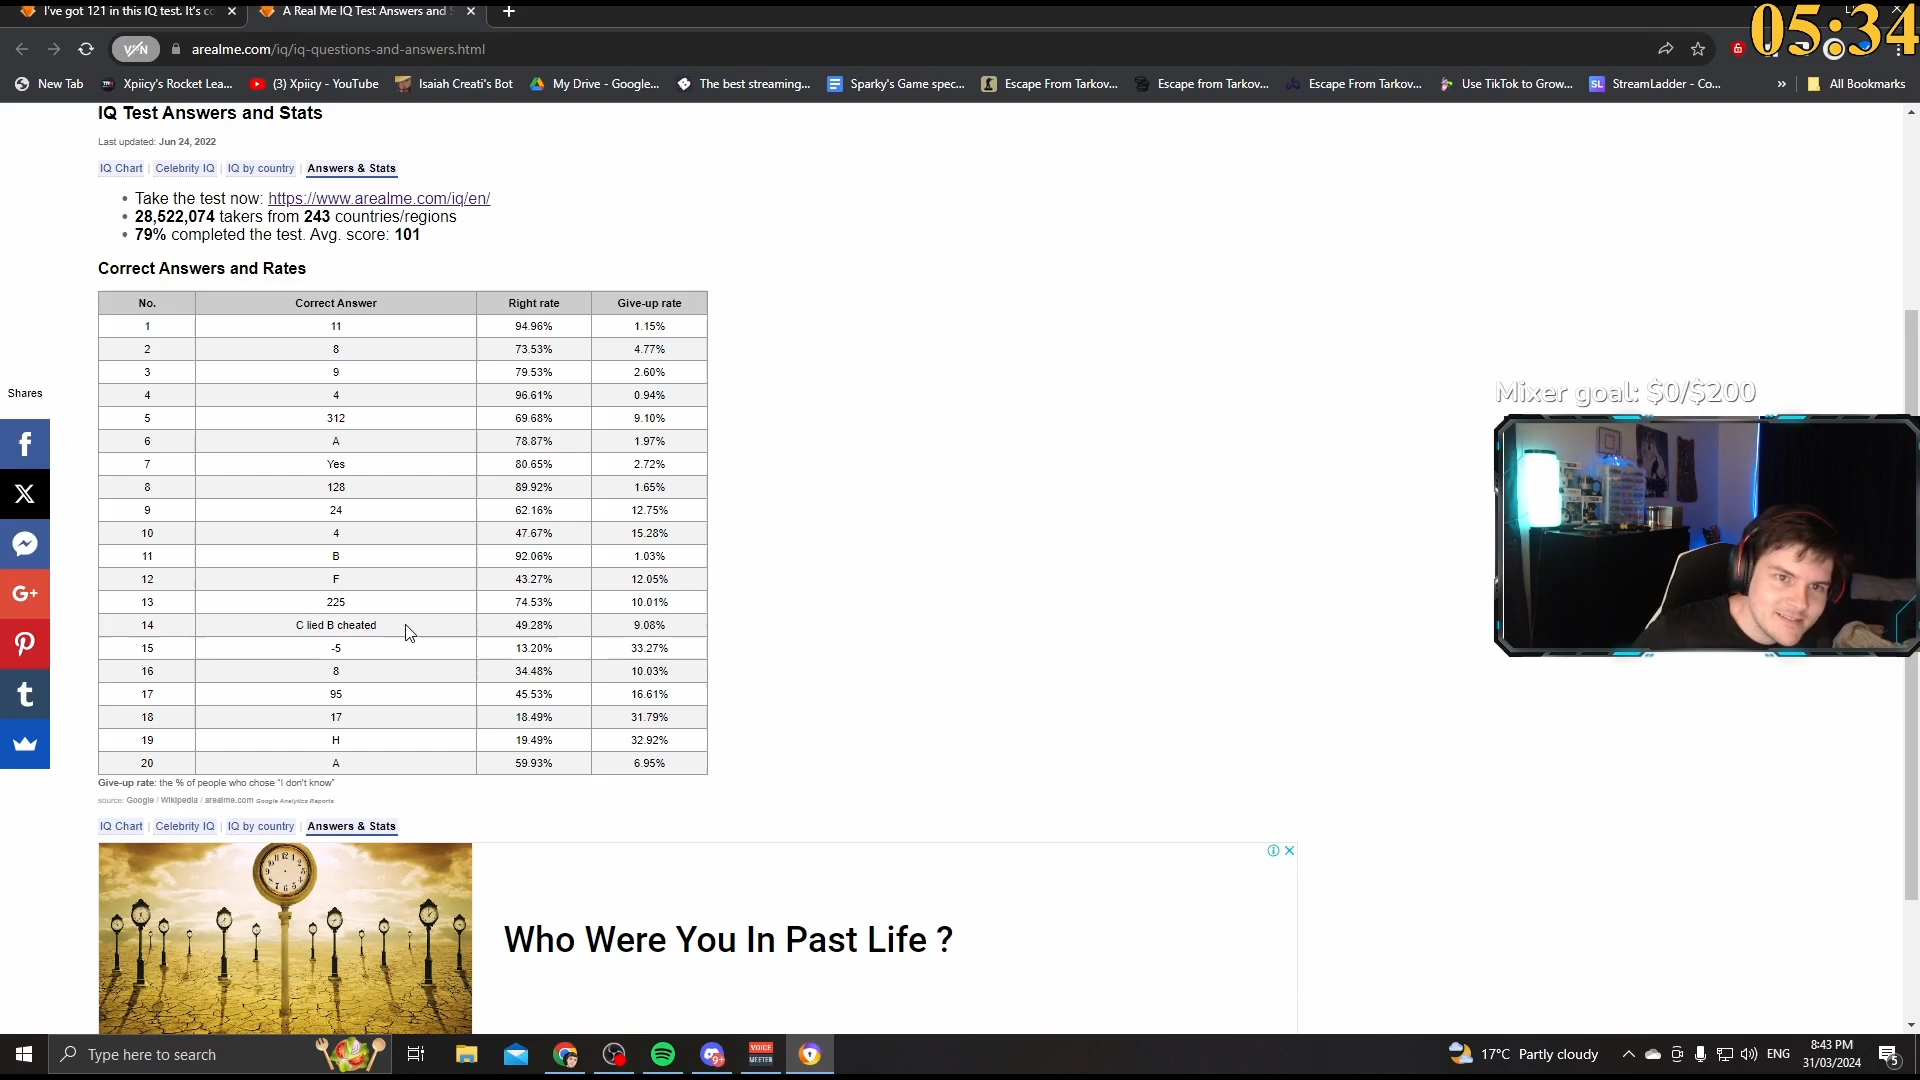 I've got 121 in this IQ test. It's co
A Real Me IQ Test Answers and S
05:34
VPN
arealme.com/iq/iq-questions-and-answers.html
New Tab
Xpiicy's Rocket Lea...
(3) Xpiicy - YouTube
Isaiah Creati's Bot
My Drive - Google...
The best streaming...
Sparky's Game spec...
Escape From Tarkov...
Escape from Tarkov...
Escape From Tarkov...
Use TikTok to Grow...
SL
StreamLadder - Co...
»
All Bookmarks
IQ Test Answers and Stats
Last updated: Jun 24, 2022
IQ Chart | Celebrity IQ | IQ by country | Answers & Stats
• Take the test now: https://www.arealme.com/iq/en/
• 28,522,074 takers from 243 countries/regions
• 79% completed the test. Avg. score: 101
Correct Answers and Rates
No. Correct Answer Right rate Give-up rate
1 11 94.96% 1.15%
2 8 73.53% 4.77%
3 9 79.53% 2.60%
4 4 96.61% 0.94%
5 312 69.68% 9.10%
6 A 78.87% 1.97%
7 Yes 80.65% 2.72%
8 128 89.92% 1.65%
9 24 62.16% 12.75%
10 4 47.67% 15.28%
11 B 92.06% 1.03%
12 F 43.27% 12.05%
13 225 74.53% 10.01%
14 C lied B cheated 49.28% 9.08%
15 -5 13.20% 33.27%
16 8 34.48% 10.03%
17 95 45.53% 16.61%
18 17 18.49% 31.79%
19 H 19.49% 32.92%
20 A 59.93% 6.95%
Give-up rate: the % of people who chose "I don't know"
source: Google / Wikipedia / arealme.com Google Analytics Reports
IQ Chart | Celebrity IQ | IQ by country | Answers & Stats
Shares
f
X
G+
t
Mixer goal: $0/$200
Who Were You In Past Life ?
Type here to search
9+
VOICE
MEETER
17°C Partly cloudy
ENG
8:43 PM
31/03/2024
5